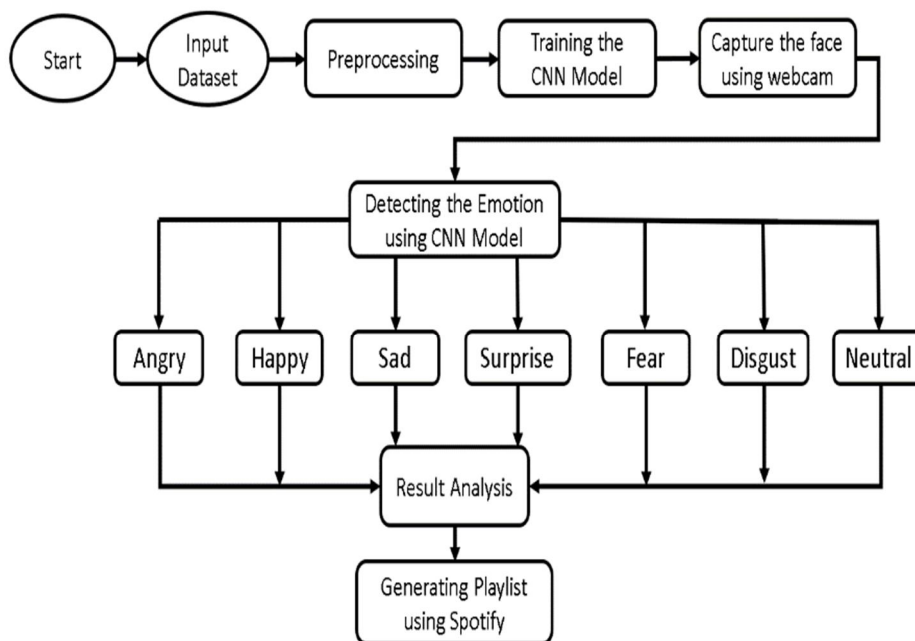 Start
Input
Dataset
Preprocessing
Training the
CNN Model
Capture the face
using webcam
Detecting the Emotion
using CNN Model
Angry
Happy
Sad
Surprise
Fear
Disgust
Neutral
Result Analysis
Generating Playlist
using Spotify